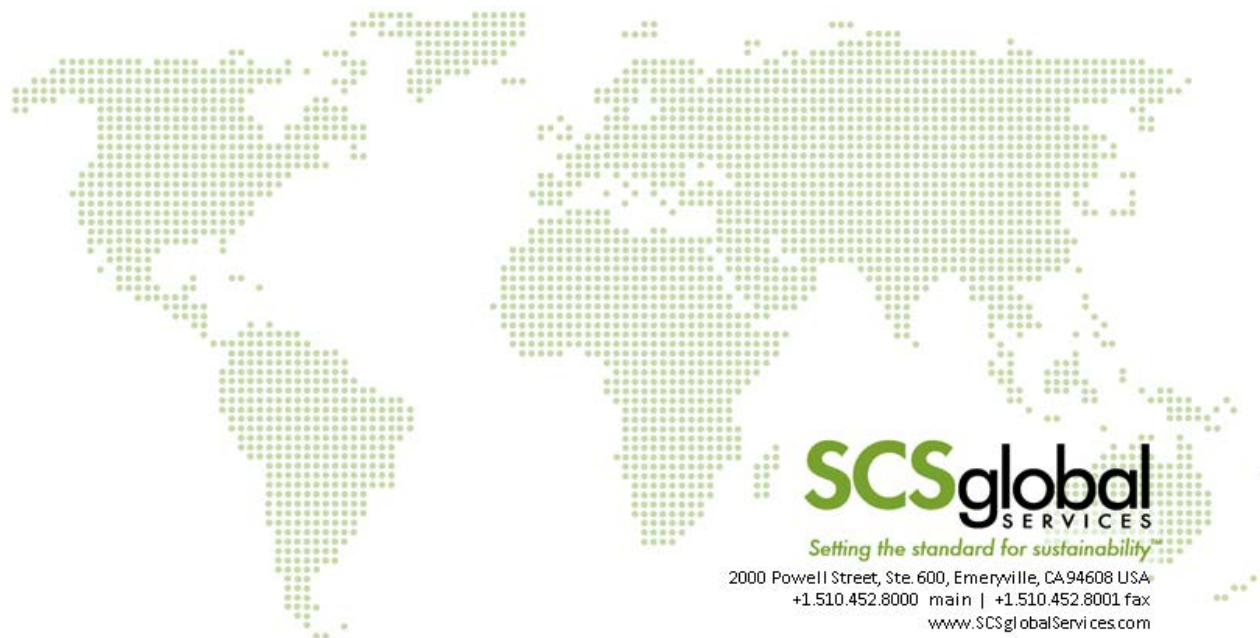 SCSglobal
SERVICES
Setting the standard for sustainability™
2000 Powell Street, Ste. 600, Emeryville, CA 94608 USA
+1.510.452.8000 main | +1.510.452.8001 fax
www.SCSglobalServices.com